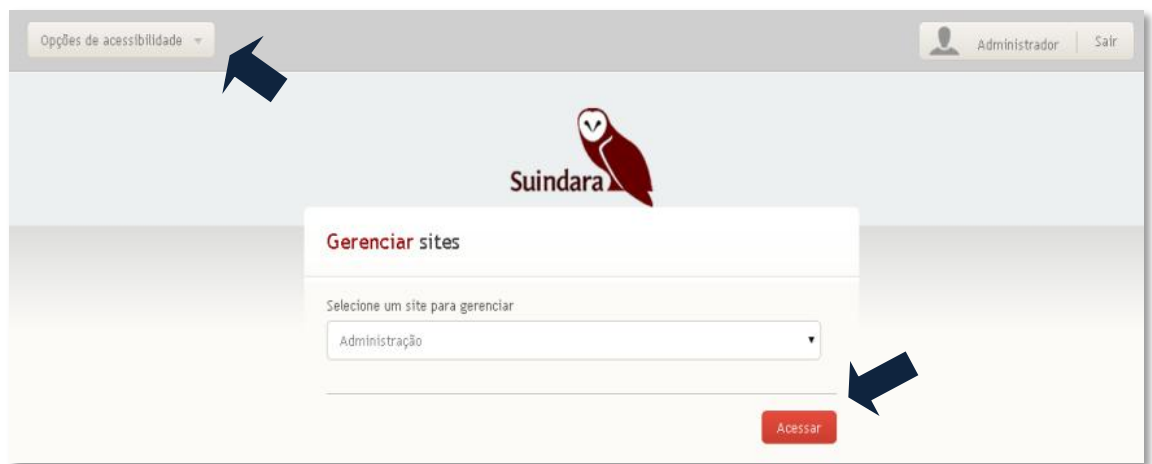 Opções de acessibilidade
Administrador
Sair
Suindara
Gerenciar sites
Selecione um site para gerenciar
Administração
Acessar